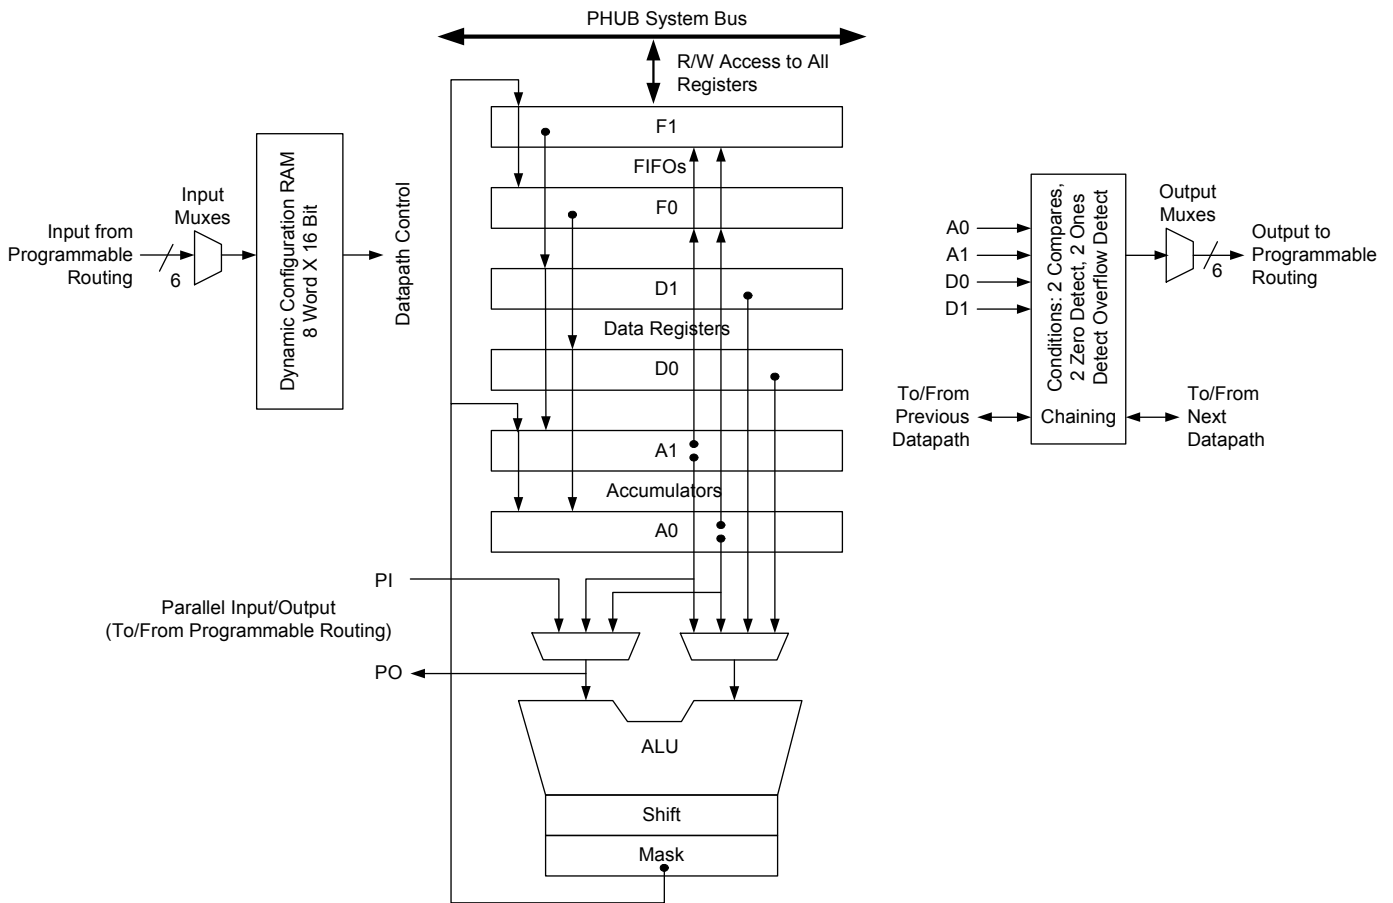 PHUB System Bus
R/W Access to All
Registers
F1
FIFOs
F0
D1
Data Registers
D0
A1
Accumulators
A0
Input from
Programmable
Routing
6
Input
Muxes
Dynamic Configuration RAM
8 Word X 16 Bit
Datapath Control
PI
Parallel Input/Output
(To/From Programmable Routing)
PO
ALU
Shift
Mask
A0
A1
D0
D1
Conditions: 2 Compares,
2 Zero Detect, 2 Ones
Detect Overflow Detect
Chaining
To/From
Previous
Datapath
To/From
Next
Datapath
Output
Muxes
6
Output to
Programmable
Routing